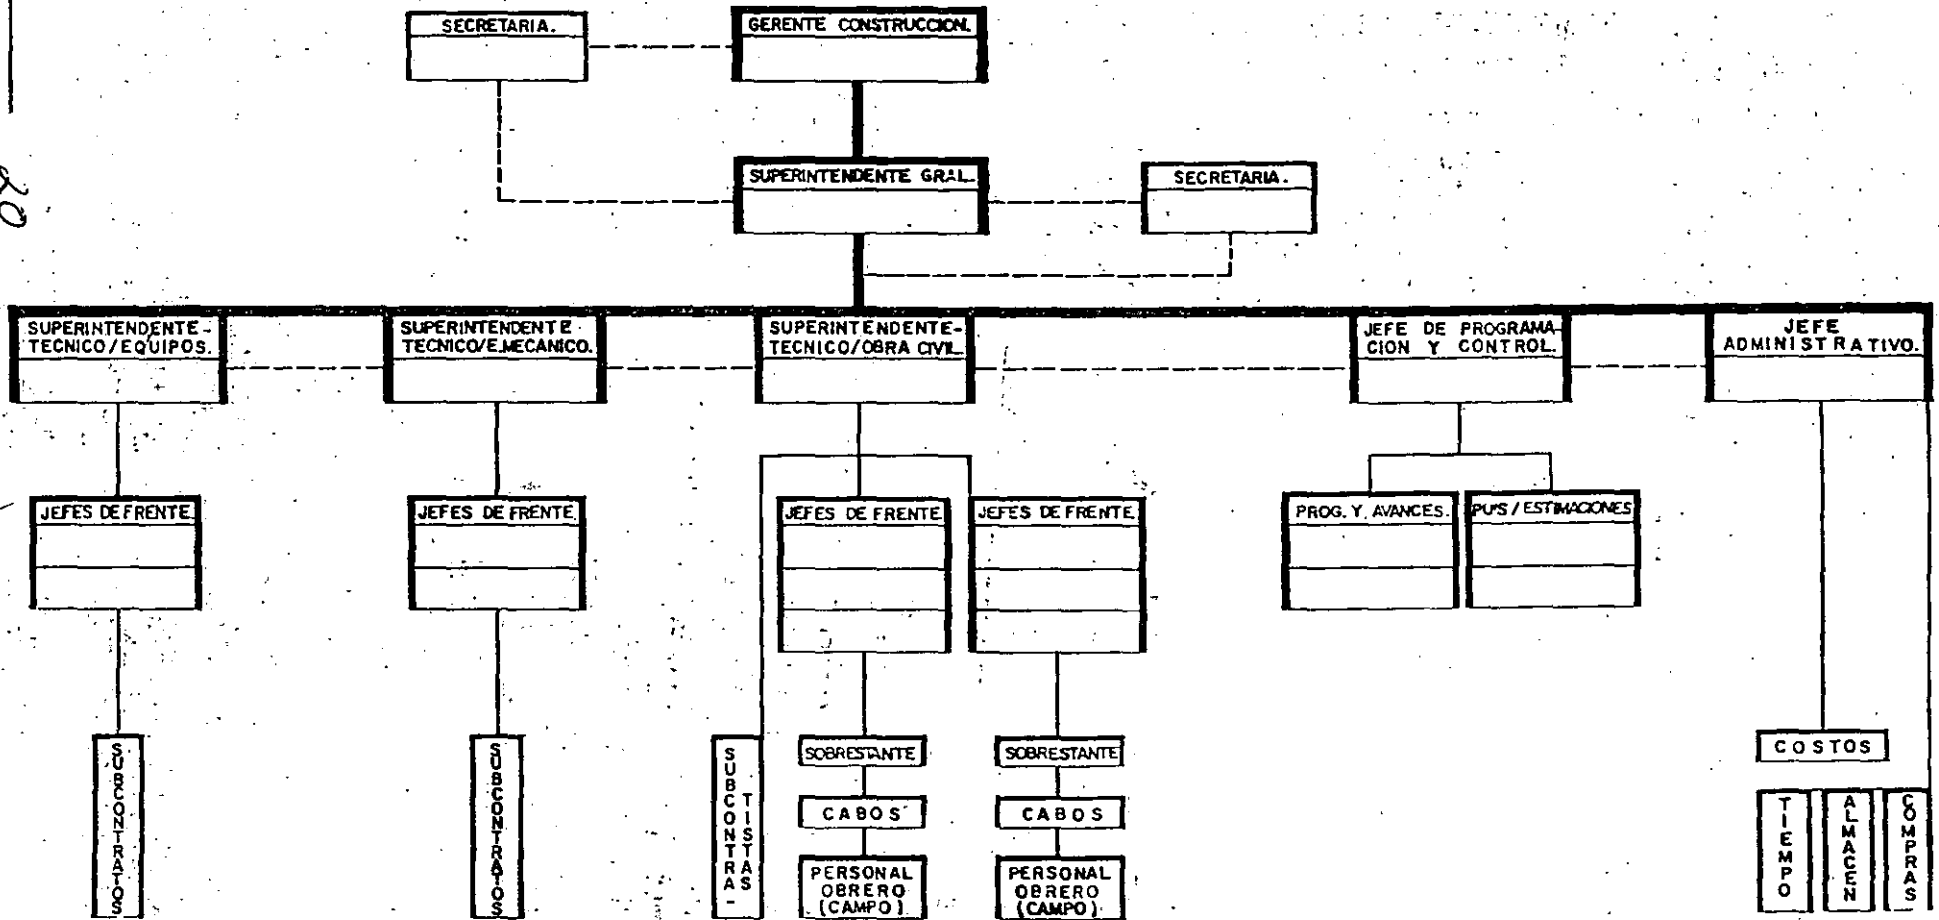 SECRETARIA.
GERENTE CONSTRUCCION.
20
SUPERINTENDENTE GRAL.
SECRETARIA.
SUPERINTENDENTE-
TECNICO/EQUIPOS.
SUPERINTENDENTE
TECNICO/E.MECANICO.
SUPERINTENDENTE-
TECNICO/OBRA CIVIL.
JEFE DE PROGRAMA-
CION Y CONTROL.
JEFE
ADMINISTRATIVO.
JEFES DE FRENTE
JEFES DE FRENTE
JEFES DE FRENTE
JEFES DE FRENTE
PROG. Y. AVANCES.
PU'S / ESTIMACIONES
SUBCONTRATOS
SUBCONTRATOS
SUBCONTRA-
TISTAS
SOBRESTANTE
CABOS
PERSONAL
OBRERO
(CAMPO)
SOBRESTANTE
CABOS
PERSONAL
OBRERO
(CAMPO)
COSTOS
TIEMPO
ALMACEN
COMPRAS